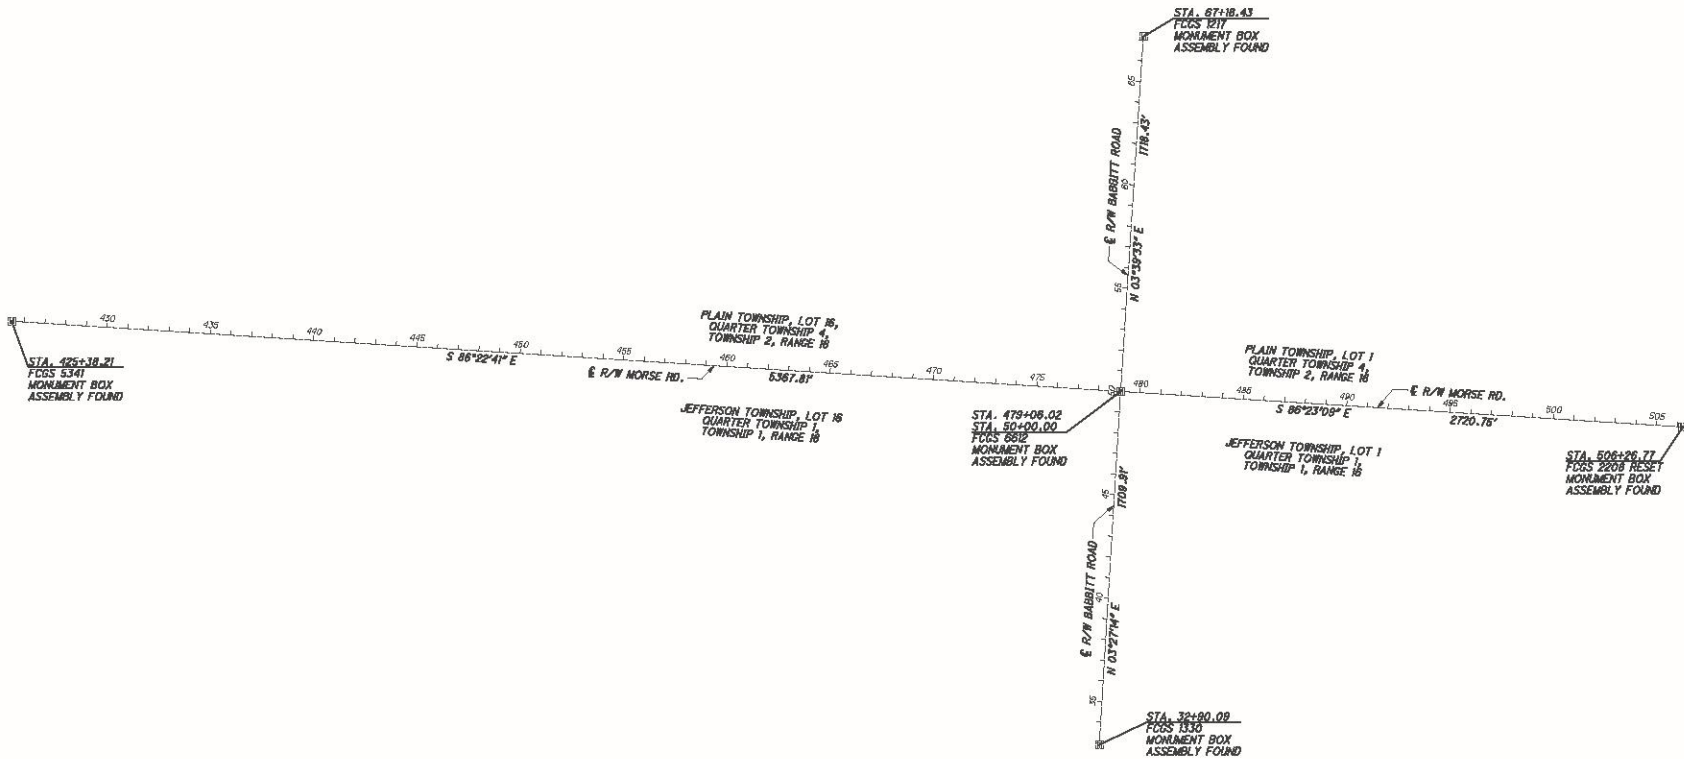 STA. 67+18.43
FCGS 1217
MONUMENT BOX
ASSEMBLY FOUND
65
1718.43'
℄ R/W BABBITT ROAD
60
N 03°39'33" E
55
430
435
440
445
450
455
460
465
470
475
50
480
485
490
495
500
505
STA. 425+38.21
FCGS 5341
MONUMENT BOX
ASSEMBLY FOUND
S 86°22'41" E
PLAIN TOWNSHIP, LOT 16,
QUARTER TOWNSHIP 4,
TOWNSHIP 2, RANGE 16
℄ R/W MORSE RD.
5367.81'
JEFFERSON TOWNSHIP, LOT 16
QUARTER TOWNSHIP 1,
TOWNSHIP 1, RANGE 16
STA. 479+06.02
STA. 50+00.00
FCGS 6612
MONUMENT BOX
ASSEMBLY FOUND
PLAIN TOWNSHIP, LOT 1
QUARTER TOWNSHIP 4,
TOWNSHIP 2, RANGE 16
℄ R/W MORSE RD.
S 86°23'09" E
2720.76'
JEFFERSON TOWNSHIP, LOT 1
QUARTER TOWNSHIP 1,
TOWNSHIP 1, RANGE 16
STA. 506+26.77
FCGS 2208 RESET
MONUMENT BOX
ASSEMBLY FOUND
45
1709.91'
℄ R/W BABBITT ROAD
40
N 03°27'14" E
35
STA. 32+90.09
FCGS 1330
MONUMENT BOX
ASSEMBLY FOUND